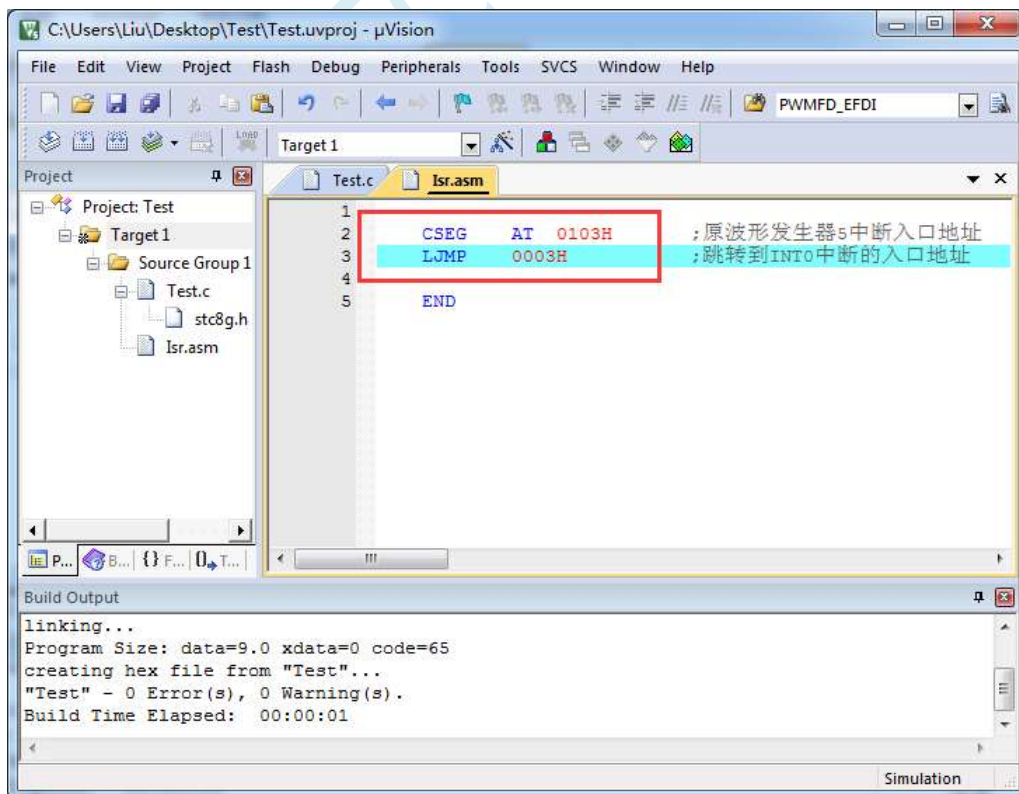 C:\Users\Liu\Desktop\Test\Test.uvproj - µVision
File Edit View Project Flash Debug Peripherals Tools SVCS Window Help
PWMFD_EFDI
LOAD Target 1
Project
Test.c Isr.asm
Project: Test
Target 1
Source Group 1
Test.c
stc8g.h
Isr.asm
1
2 CSEG AT 0103H ;原波形发生器5中断入口地址
3 LJMP 0003H ;跳转到INT0中断的入口地址
4
5 END
P... B... {} F... 0 T...
Build Output
linking...
Program Size: data=9.0 xdata=0 code=65
creating hex file from "Test"...
"Test" - 0 Error(s), 0 Warning(s).
Build Time Elapsed: 00:00:01
Simulation